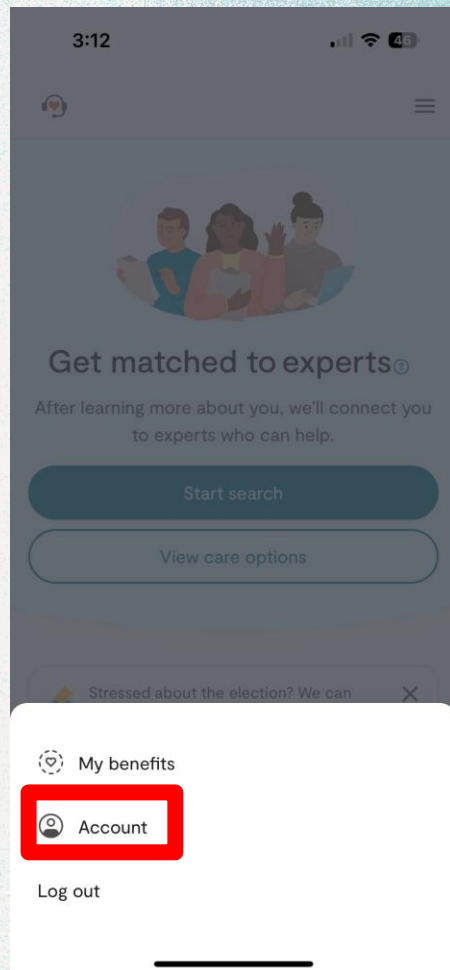 3:12
46
Get matched to experts
After learning more about you, we'll connect you
to experts who can help.
Start search
View care options
Stressed about the election? We can
My benefits
Account
Log out